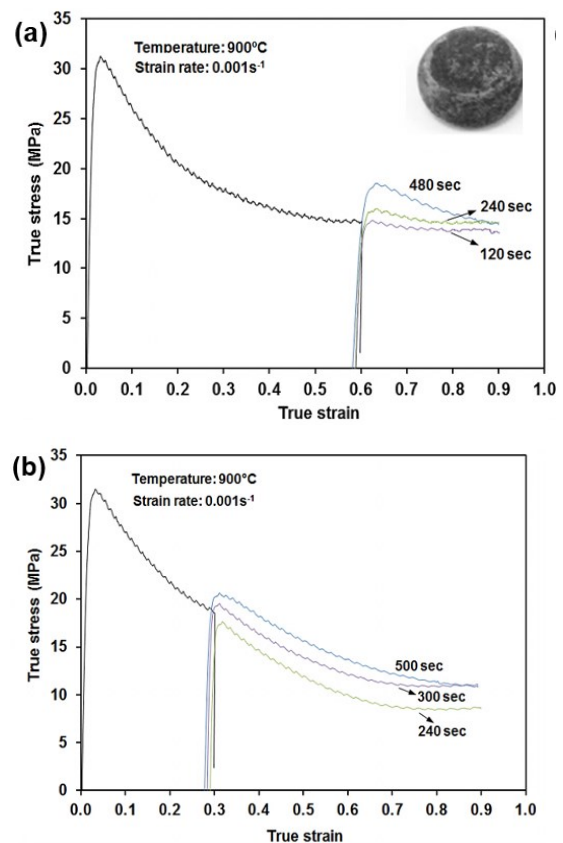 (a)
Temperature: 900ºC
Strain rate: 0.001s⁻¹
True stress (MPa)
35
30
25
20
15
10
5
0
480 sec
240 sec
120 sec
0.0 0.1 0.2 0.3 0.4 0.5 0.6 0.7 0.8 0.9 1.0
True strain
(b)
Temperature: 900°C
Strain rate: 0.001s⁻¹
True stress (MPa)
35
30
25
20
15
10
5
0
500 sec
300 sec
240 sec
0.0 0.1 0.2 0.3 0.4 0.5 0.6 0.7 0.8 0.9 1.0
True strain